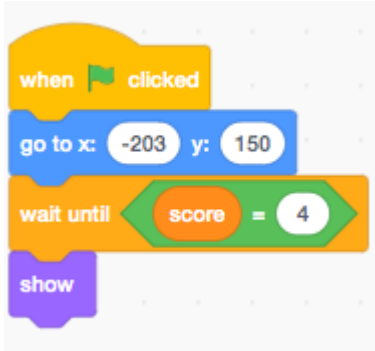 when clicked
go to x: -203 y: 150
wait until score = 4
show